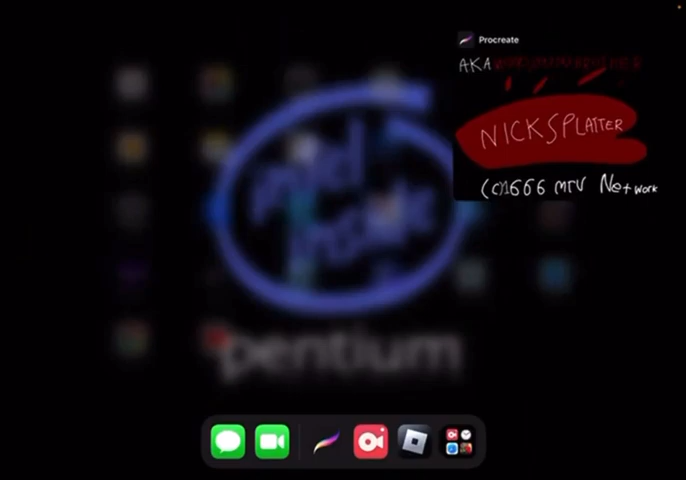 Procreate
AKA
NICKSPLATTER
(c)1666 MTV Network
intel
inside
pentium